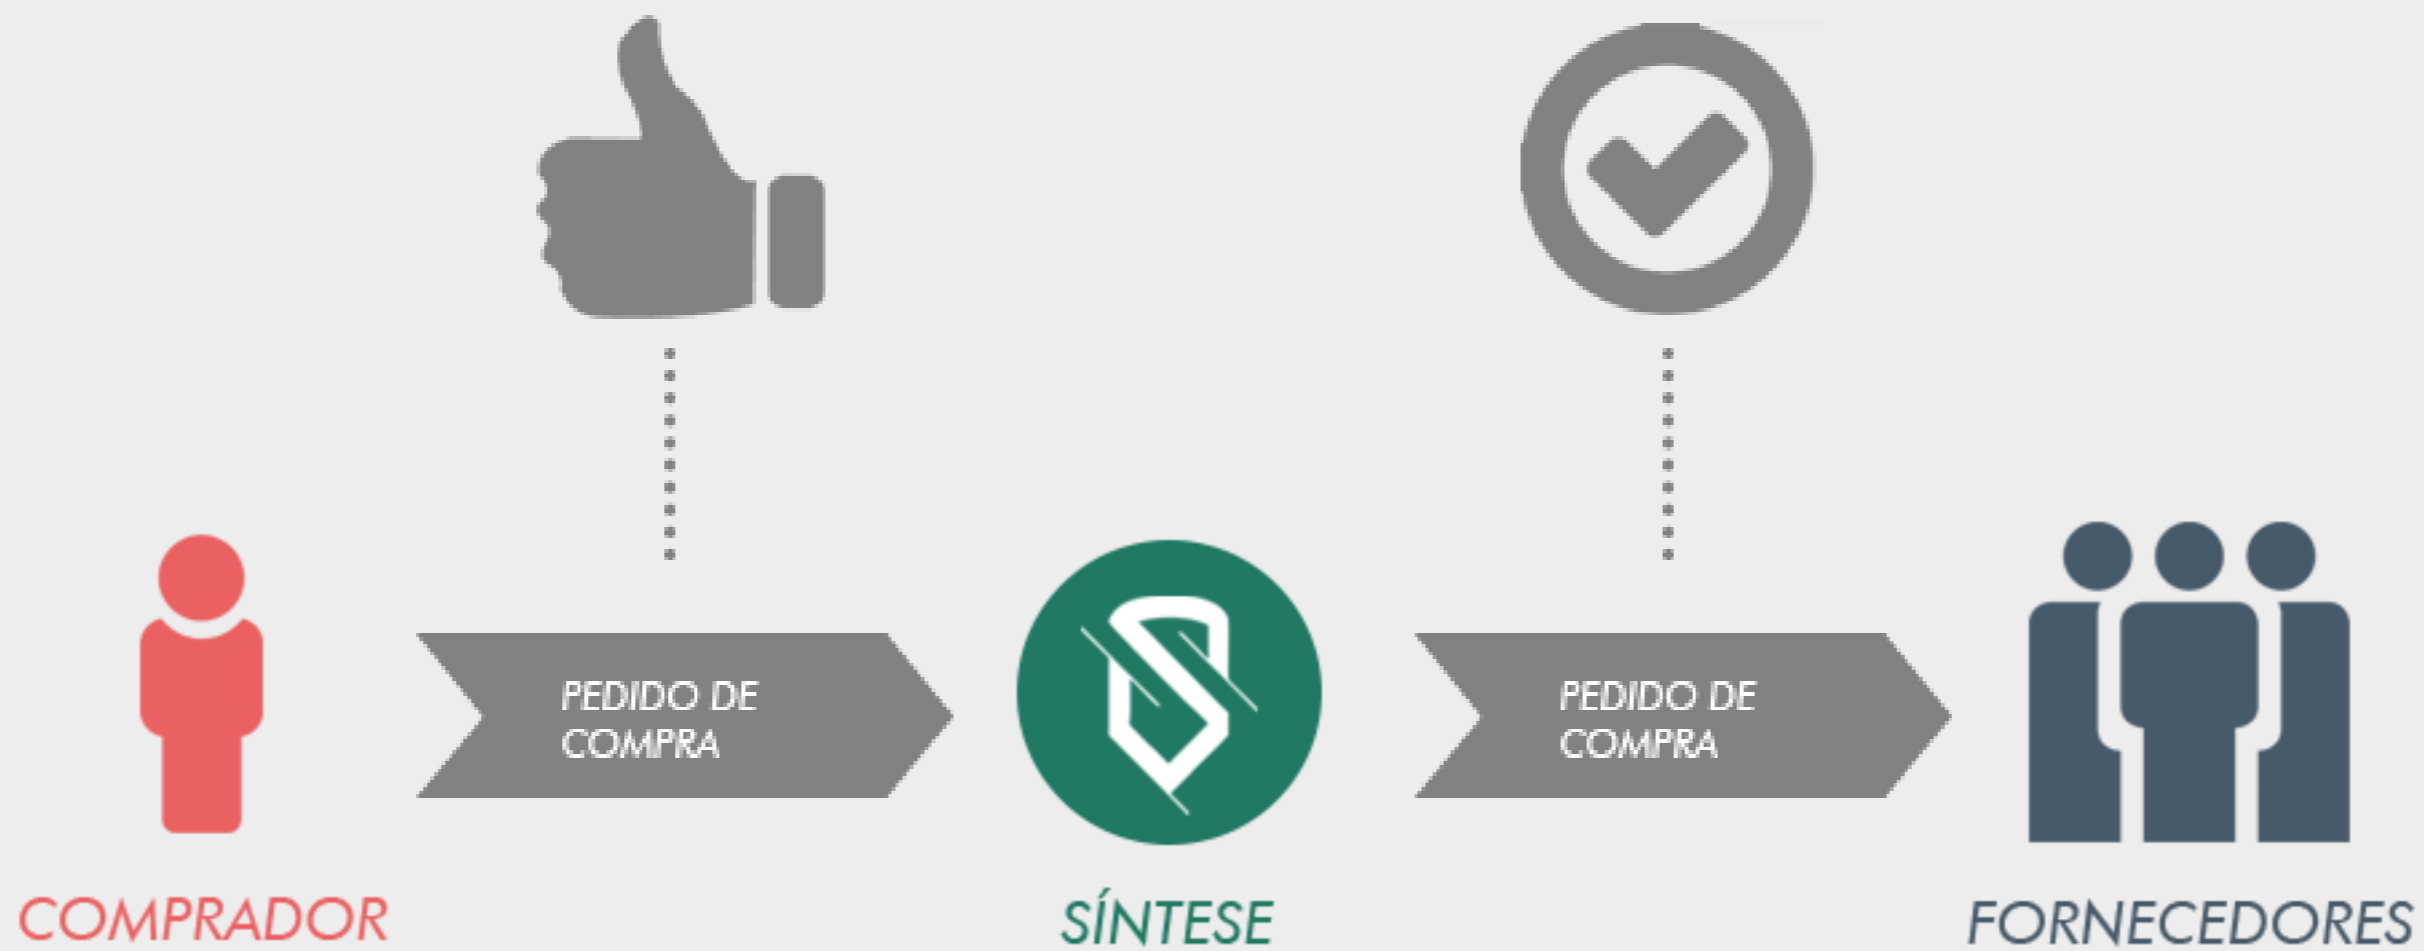 PEDIDO DE
COMPRA
PEDIDO DE
COMPRA
COMPRADOR
SÍNTESE
FORNECEDORES